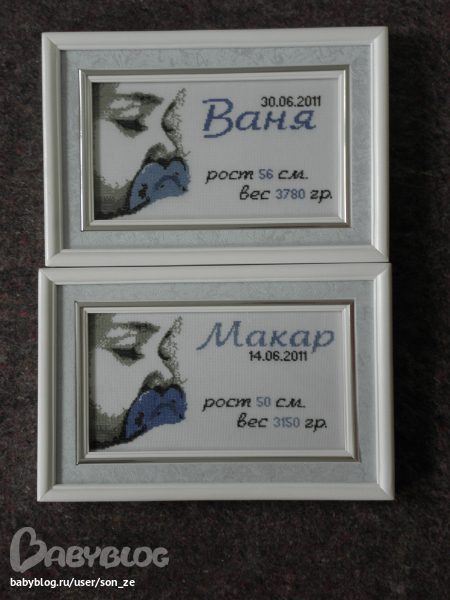 30.06.2011
Ваня
рост 56 см.
вес 3780 гр.
Макар
14.06.2011
рост 50 см.
вес 3150 гр.
BABYBLOG
babyblog.ru/user/son_ze